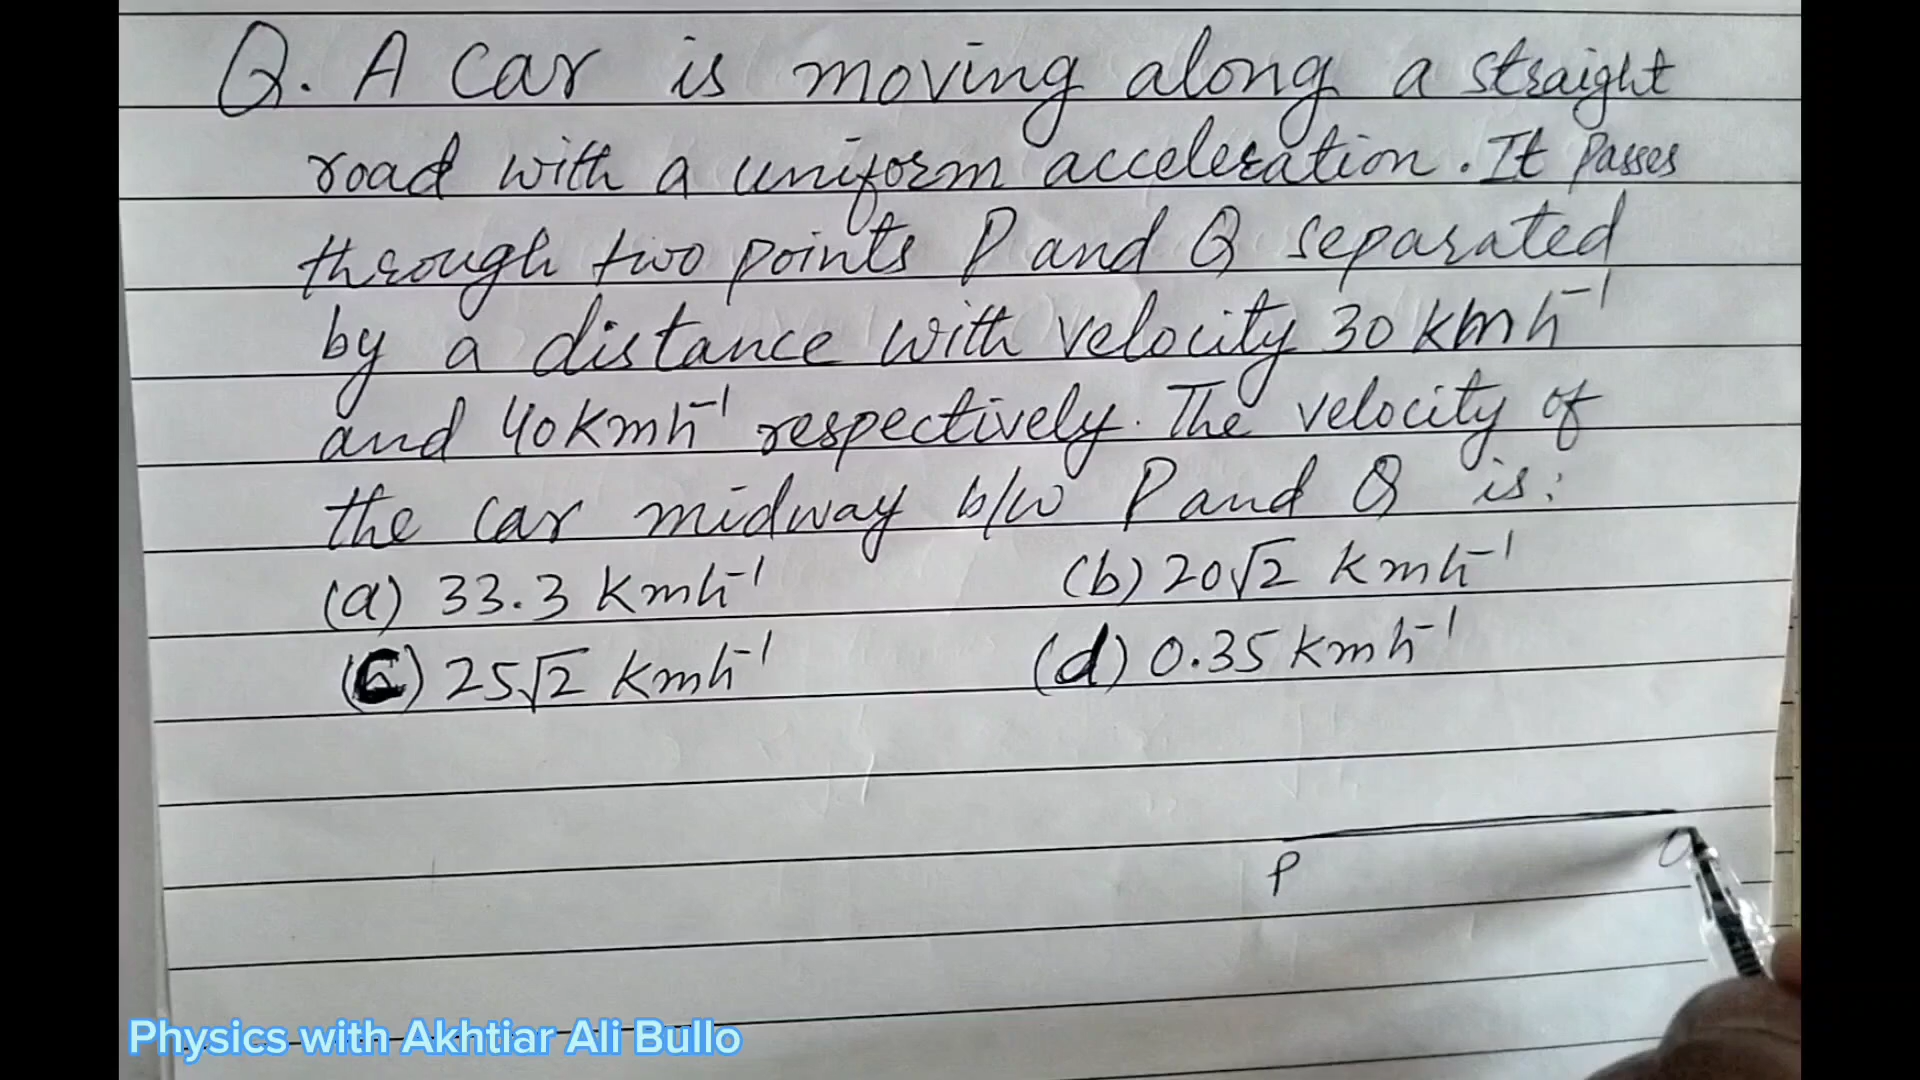 Q. A car is moving along a straight
road with a uniform acceleration. It Passes
through two points P and Q separated
by a distance with velocity 30 kmh⁻¹
and 40 kmh⁻¹ respectively. The velocity of
the car midway b/w P and Q is:
(a) 33.3 kmh⁻¹ (b) 20√2 kmh⁻¹
(c) 25√2 kmh⁻¹ (d) 0.35 kmh⁻¹
P
Physics with Akhtiar Ali Bullo